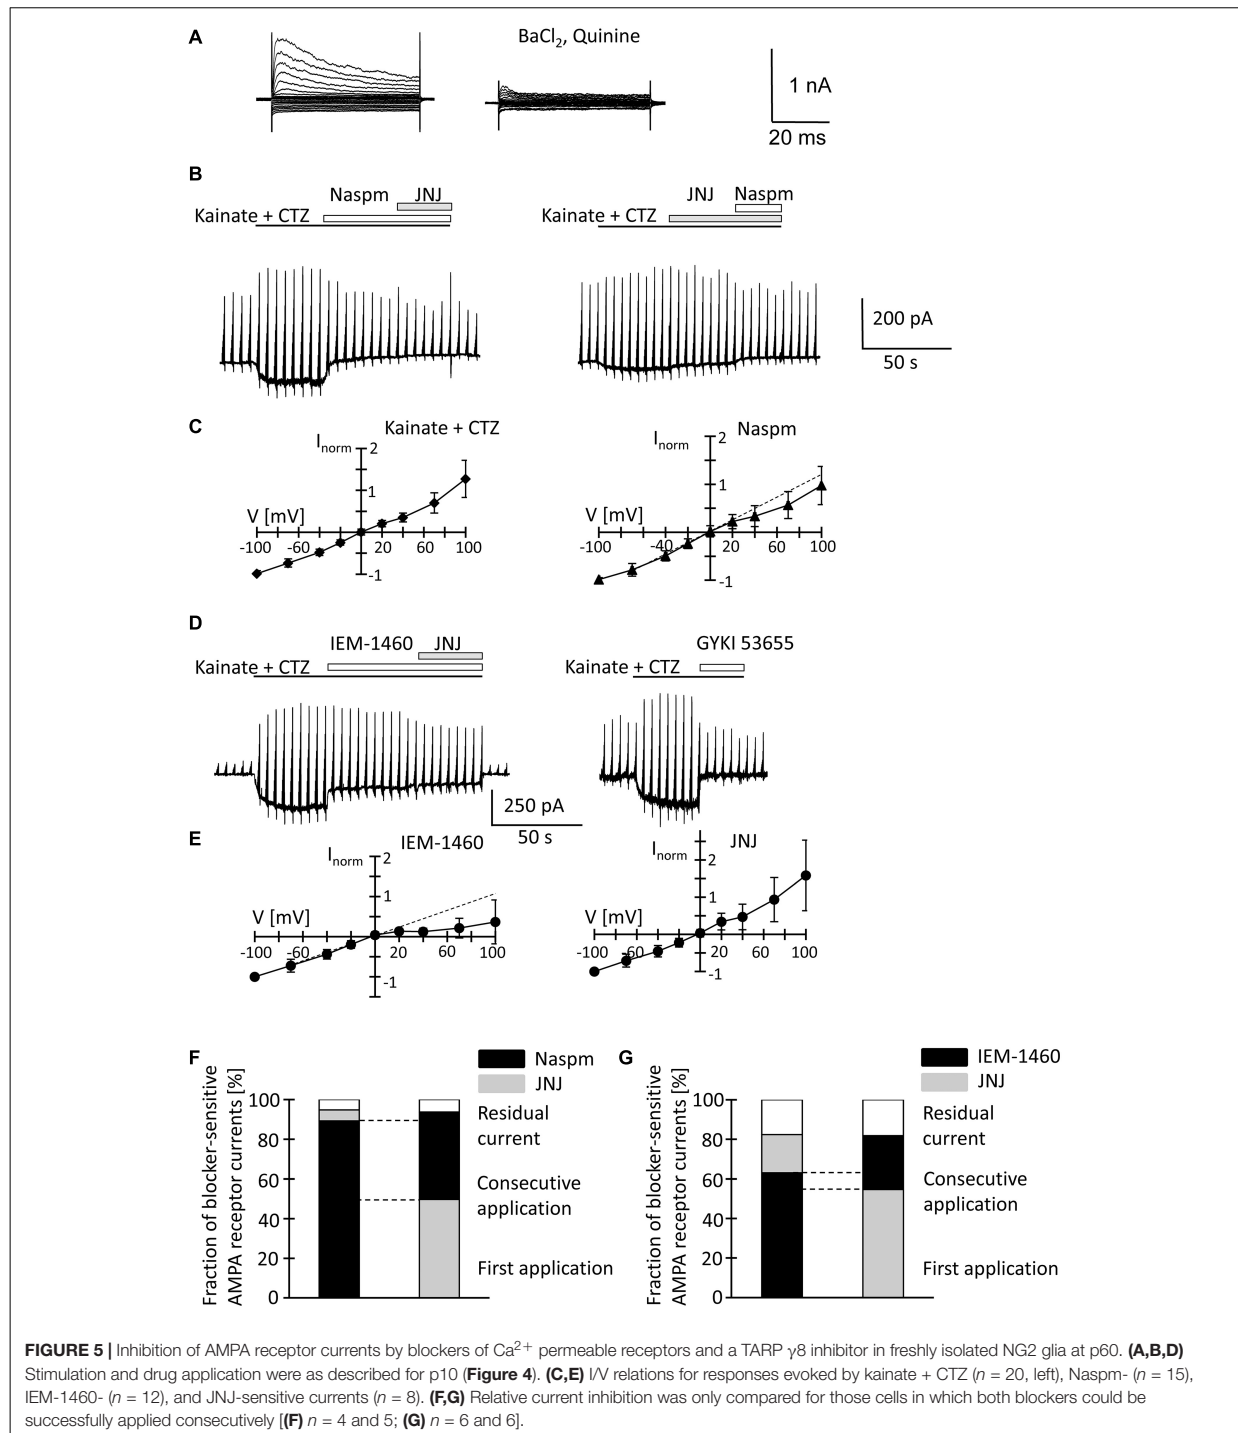 A
BaCl2, Quinine
1 nA
20 ms
B
Naspm JNJ
Kainate + CTZ
JNJ Naspm
Kainate + CTZ
200 pA
50 s
C
Kainate + CTZ
Inorm
2
1
V [mV]
-100 -60 20 60 100
-1
Naspm
Inorm
2
1
V [mV]
-100 -40 20 60 100
-1
D
IEM-1460 JNJ
Kainate + CTZ
GYKI 53655
Kainate + CTZ
250 pA
50 s
E
IEM-1460
Inorm
2
1
V [mV]
-100 -60 20 60 100
-1
JNJ
Inorm
2
1
V [mV]
-100 -60 20 60 100
-1
F
Naspm
JNJ
Fraction of blocker-sensitive
AMPA receptor currents [%]
100
80
60
40
20
0
Residual
current
Consecutive
application
First application
G
IEM-1460
JNJ
Fraction of blocker-sensitive
AMPA receptor currents [%]
100
80
60
40
20
0
Residual
current
Consecutive
application
First application
FIGURE 5 | Inhibition of AMPA receptor currents by blockers of Ca2+ permeable receptors and a TARP γ8 inhibitor in freshly isolated NG2 glia at p60. (A,B,D)
Stimulation and drug application were as described for p10 (Figure 4). (C,E) I/V relations for responses evoked by kainate + CTZ (n = 20, left), Naspm- (n = 15),
IEM-1460- (n = 12), and JNJ-sensitive currents (n = 8). (F,G) Relative current inhibition was only compared for those cells in which both blockers could be
successfully applied consecutively [(F) n = 4 and 5; (G) n = 6 and 6].